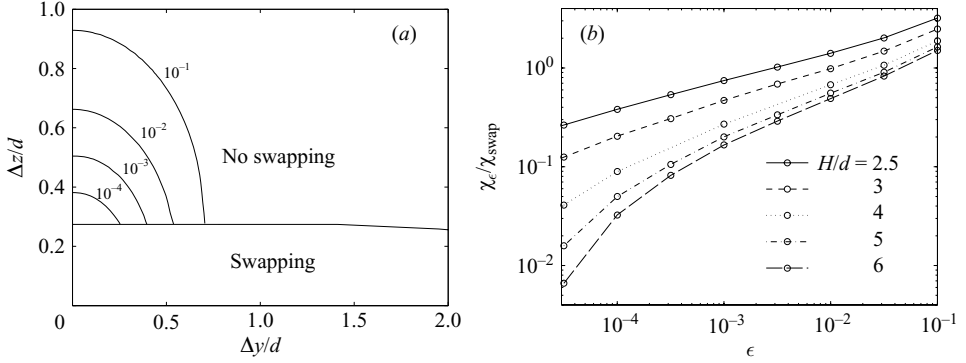 (a)
1.0
0.8
0.6
0.4
0.2
0
0.5
1.0
1.5
2.0
Δz/d
Δy/d
10⁻¹
10⁻²
10⁻³
10⁻⁴
No swapping
Swapping
(b)
10⁰
10⁻¹
10⁻²
χϵ/χswap
10⁻⁴
10⁻³
10⁻²
10⁻¹
ϵ
H/d = 2.5
3
4
5
6